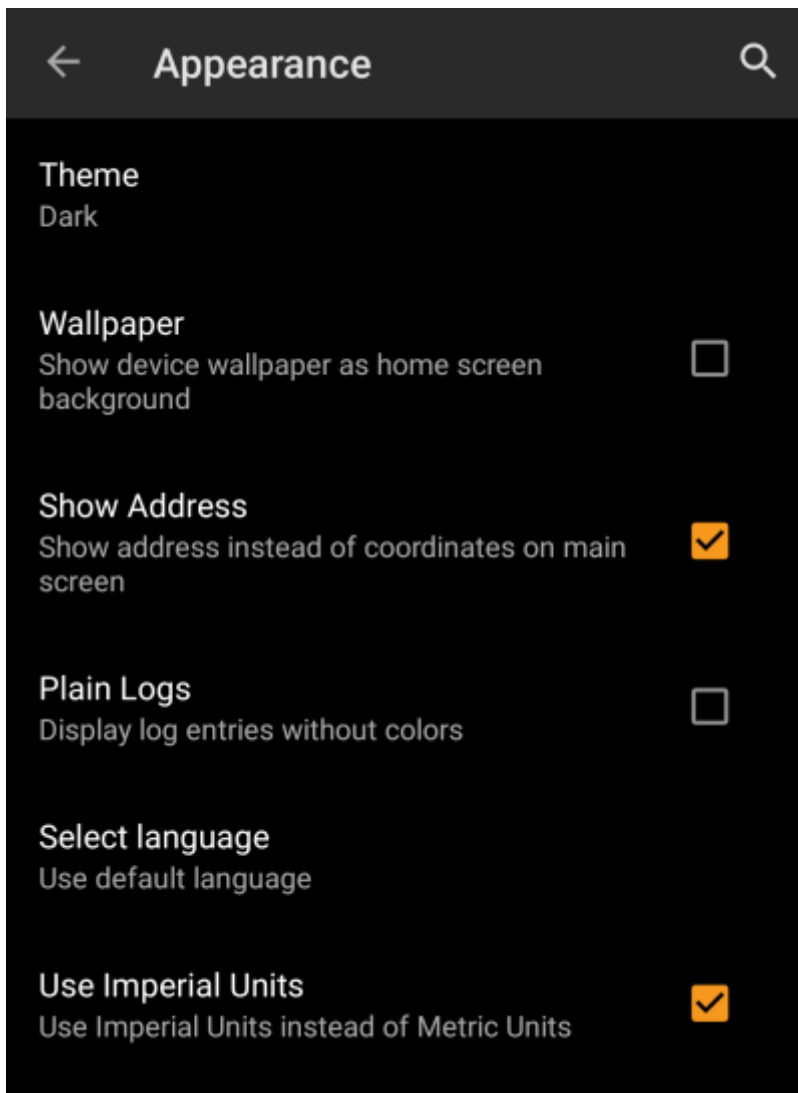 Appearance
Theme
Dark
Wallpaper
Show device wallpaper as home screen
background
Show Address
Show address instead of coordinates on main
screen
Plain Logs
Display log entries without colors
Select language
Use default language
Use Imperial Units
Use Imperial Units instead of Metric Units